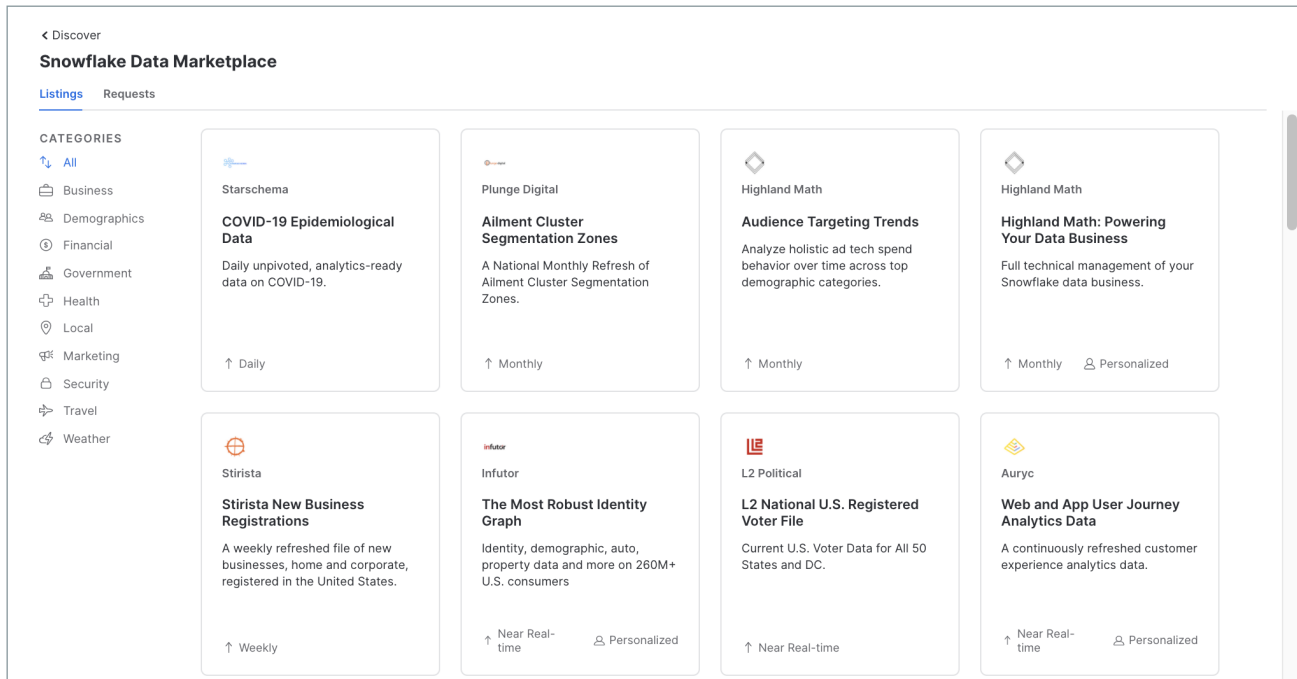 Discover
Snowflake Data Marketplace
Listings
Requests
CATEGORIES
All
Business
Demographics
Financial
Government
Health
Local
Marketing
Security
Travel
Weather
Starschema
COVID-19 Epidemiological
Data
Daily unpivoted, analytics-ready
data on COVID-19.
Daily
Plunge Digital
Ailment Cluster
Segmentation Zones
A National Monthly Refresh of
Ailment Cluster Segmentation
Zones.
Monthly
Highland Math
Audience Targeting Trends
Analyze holistic ad tech spend
behavior over time across top
demographic categories.
Monthly
Highland Math
Highland Math: Powering
Your Data Business
Full technical management of your
Snowflake data business.
Monthly
Personalized
Stirista
Stirista New Business
Registrations
A weekly refreshed file of new
businesses, home and corporate,
registered in the United States.
Weekly
infutor
Infutor
The Most Robust Identity
Graph
Identity, demographic, auto,
property data and more on 260M+
U.S. consumers
Near Real-
time
Personalized
L2
L2 Political
L2 National U.S. Registered
Voter File
Current U.S. Voter Data for All 50
States and DC.
Near Real-time
Auryc
Web and App User Journey
Analytics Data
A continuously refreshed customer
experience analytics data.
Near Real-
time
Personalized